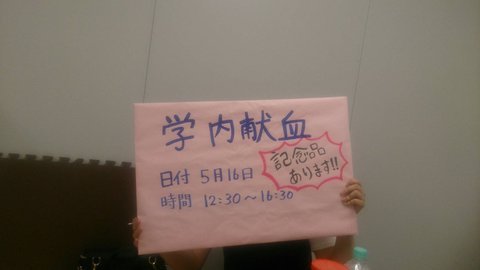 学内献血
記念品
あります!!
日付 5月16日
時間 12:30～16:30